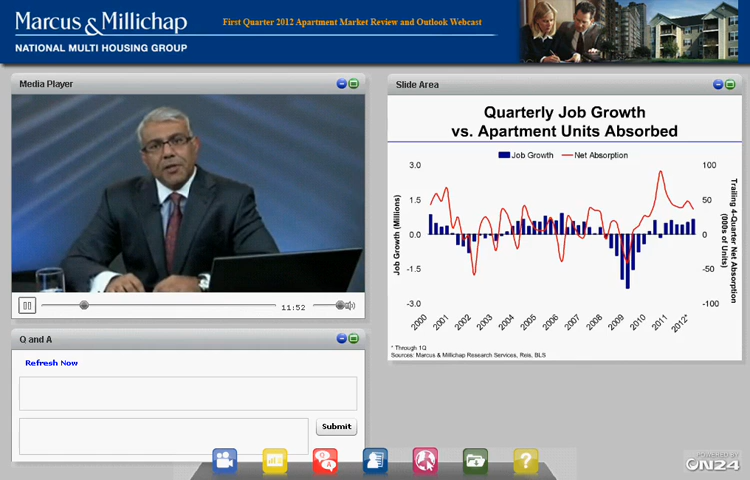 Marcus & Millichap
NATIONAL MULTI HOUSING GROUP
First Quarter 2012 Apartment Market Review and Outlook Webcast
Media Player
11:52
Q and A
Refresh Now
Submit
Slide Area
Quarterly Job Growth
vs. Apartment Units Absorbed
Job Growth
Net Absorption
Job Growth (Millions)
3.0
1.5
0.0
-1.5
-3.0
100
50
0
-50
-100
Trailing 4-Quarter Net Absorption
(000s of Units)
2000
2001
2002
2003
2004
2005
2006
2007
2008
2009
2010
2011
2012*
* Through 1Q
Sources: Marcus & Millichap Research Services, Reis, BLS
Q
A
?
POWERED BY
ON24